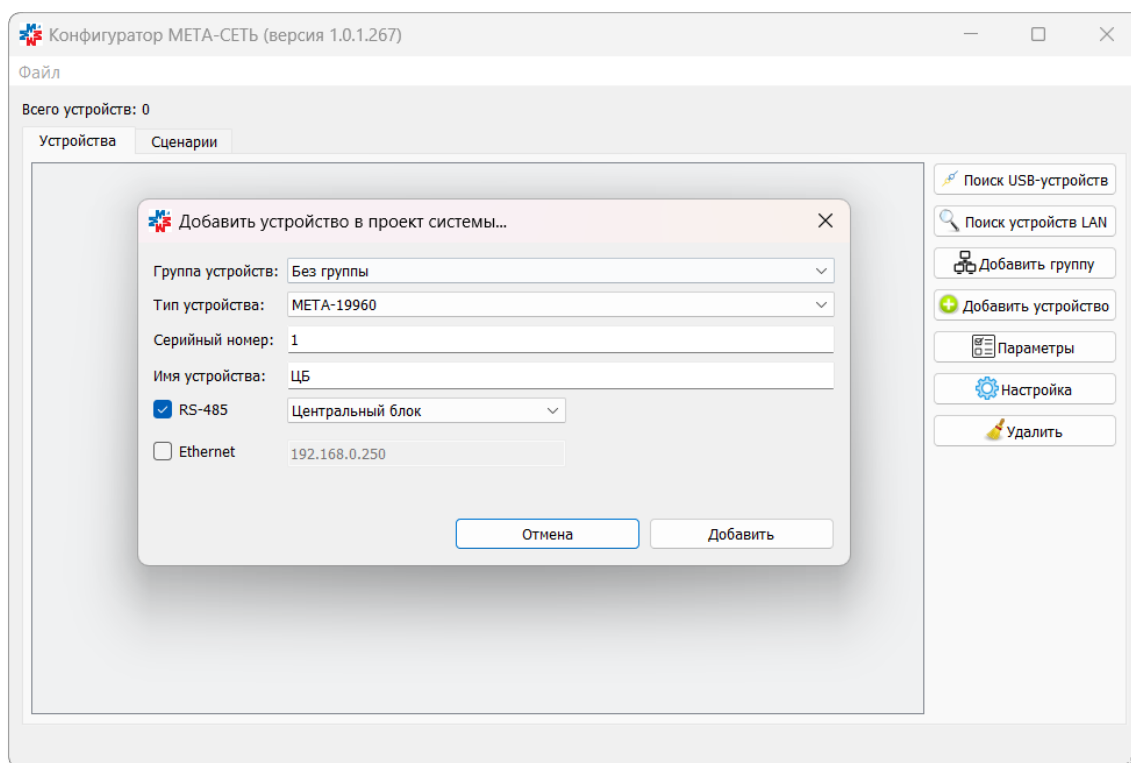 Конфигуратор МЕТА-СЕТЬ (версия 1.0.1.267)
Файл
Всего устройств: 0
Устройства Сценарии
Поиск USB-устройств
Поиск устройств LAN
Добавить группу
Добавить устройство
Параметры
Настройка
Удалить
Добавить устройство в проект системы...
Группа устройств: Без группы
Тип устройства: МЕТА-19960
Серийный номер: 1
Имя устройства: ЦБ
RS-485 Центральный блок
Ethernet 192.168.0.250
Отмена Добавить